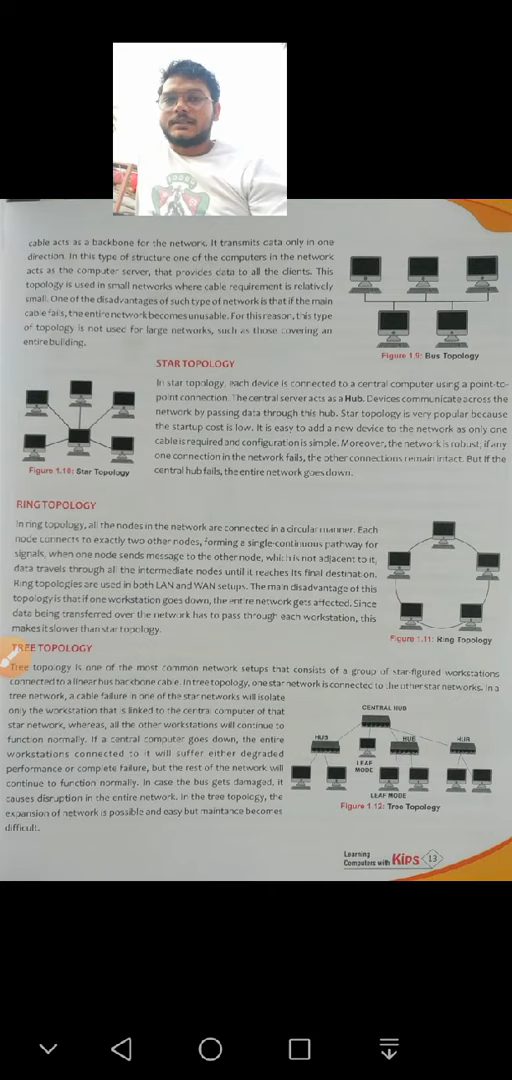 cable acts as a backbone for the network. It transmits data only in one
direction. In this type of structure one of the computers in the network
acts as the computer server, that provides data to all the clients. This
topology is used in small networks where cable requirement is relatively
small. One of the disadvantages of such type of network is that if the main
cable fails, the entire network becomes unusable. For this reason, this type
of topology is not used for large networks, such as those covering an
entire building.
Figure 1.9: Bus Topology
STAR TOPOLOGY
In star topology, each device is connected to a central computer using a point-to-
point connection. The central server acts as a Hub. Devices communicate across the
network by passing data through this hub. Star topology is very popular because
the startup cost is low. It is easy to add a new device to the network as only one
cable is required and configuration is simple. Moreover, the network is robust; if any
one connection in the network fails, the other connections remain intact. But if the
central hub fails, the entire network goes down.
Figure 1.10: Star Topology
RING TOPOLOGY
In ring topology, all the nodes in the network are connected in a circular manner. Each
node connects to exactly two other nodes, forming a single-continuous pathway for
signals, when one node sends message to the other node, which is not adjacent to it,
data travels through all the intermediate nodes until it reaches its final destination.
Ring topologies are used in both LAN and WAN setups. The main disadvantage of this
topology is that if one workstation goes down, the entire network gets affected. Since
data being transferred over the network has to pass through each workstation, this
makes it slower than star topology.
Figure 1.11: Ring Topology
TREE TOPOLOGY
Tree topology is one of the most common network setups that consists of a group of star-figured workstations
connected to a linear bus backbone cable. In tree topology, one star network is connected to the other star networks. In a
tree network, a cable failure in one of the star networks will isolate
only the workstation that is linked to the central computer of that
star network, whereas, all the other workstations will continue to
function normally. If a central computer goes down, the entire
workstations connected to it will suffer either degraded
performance or complete failure, but the rest of the network will
continue to function normally. In case the bus gets damaged, it
causes disruption in the entire network. In the tree topology, the
expansion of network is possible and easy but maintance becomes
difficult.
CENTRAL HUB
HUB
HUB
HUB
LEAF
MODE
LEAF MODE
Figure 1.12: Tree Topology
Learning
Computers with Kips 13